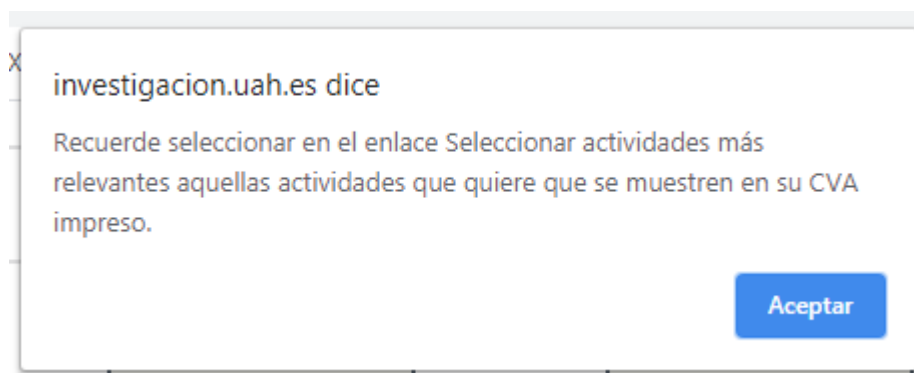 x
investigacion.uah.es dice
Recuerde seleccionar en el enlace Seleccionar actividades más
relevantes aquellas actividades que quiere que se muestren en su CVA
impreso.
Aceptar